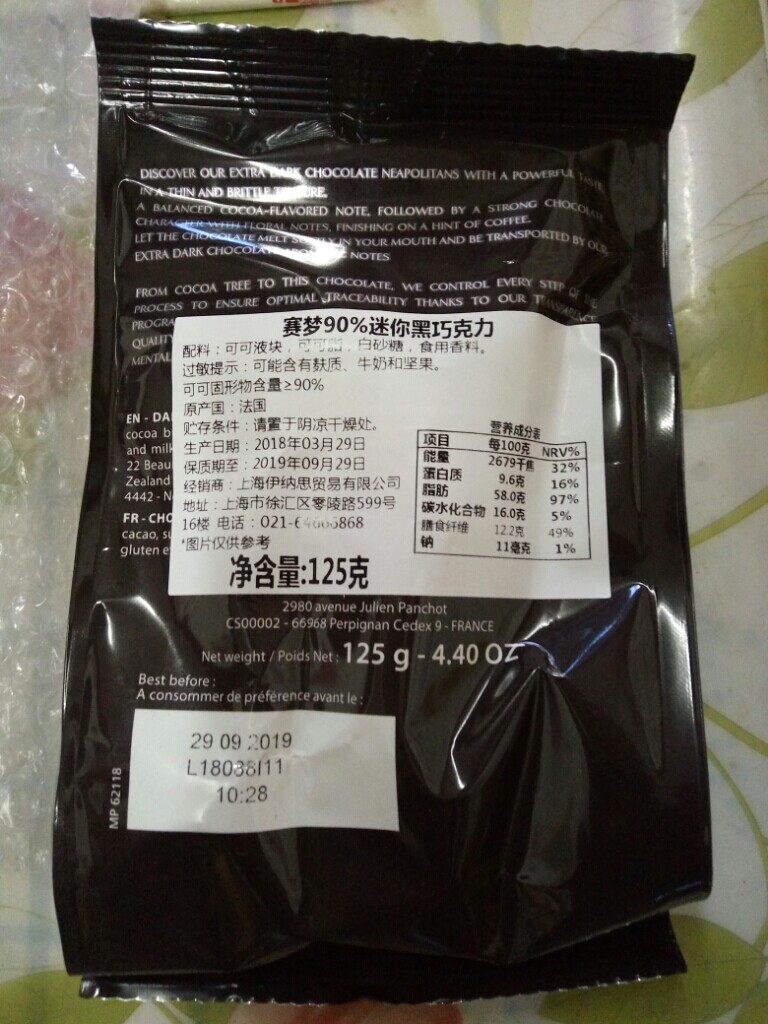 DISCOVER OUR EXTRA DARK CHOCOLATE NEAPOLITANS WITH A POWERFUL
IN A THIN AND BRITTLE
A BALANCED COCOA-FLAVORED NOTE, FOLLOWED BY A STRONG
CHARACTER WITH FLORAL NOTES, FINISHING ON A HINT OF COFFEE.
LET THE CHOCOLATE MELT IN YOUR MOUTH AND BE TRANSPORTED BY
EXTRA DARK NOTES
FROM COCOA TREE TO THIS CHOCOLATE, WE CONTROL EVERY STEP OF
PROCESS TO ENSURE OPTIMAL TRACEABILITY THANKS TO OUR
PROGRA
QUALITY
MENTAL
赛梦90%迷你黑巧克力
配料：可可液块，可可脂，白砂糖，食用香料。
过敏提示：可能含有麸质、牛奶和坚果。
可可固形物含量≥90%
原产国：法国
贮存条件：请置于阴凉干燥处。
生产日期：2018年03月29日
保质期至：2019年09月29日
经销商：上海伊纳思贸易有限公司
地址：上海市徐汇区零陵路599号
16楼 电话：
*图片仅供参考
净含量:125克
营养成分表
项目 每100克 NRV%
能量 2679千焦 32%
蛋白质 9.6克 16%
脂肪 58.0克 97%
碳水化合物 16.0克 5%
膳食纤维 12.2克 49%
钠 11毫克 1%
EN - DA
cocoa b
and milk
22 Beau
Zealand
4442 - N
FR - CHO
cacao, su
gluten e
2980 avenue Julien Panchot
CS00002 - 66968 Perpignan Cedex 9 - FRANCE
Net weight / Poids Net : 125 g - 4.40 OZ
Best before :
A consommer de préférence avant le :
29 09 2019
L18088I11
10:28
MP 62118